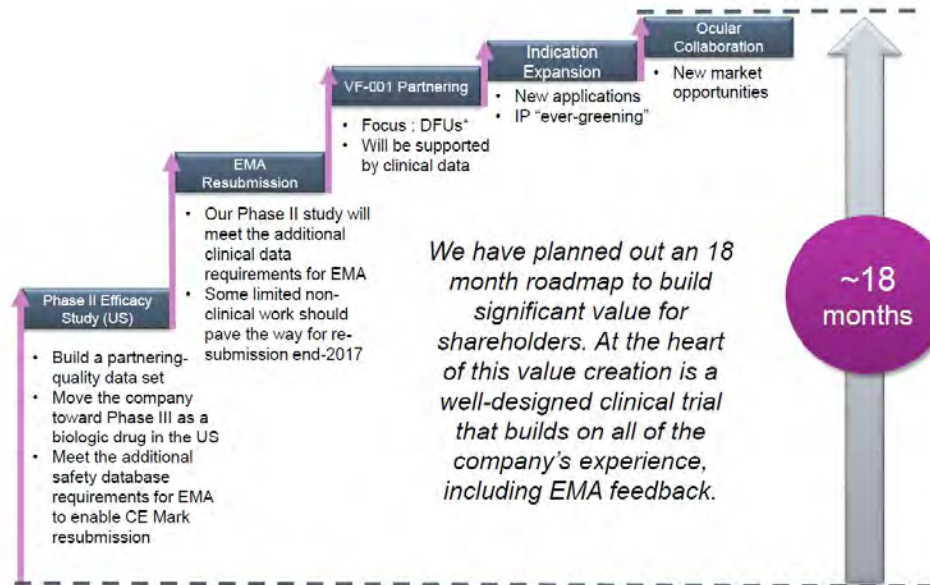 Ocular
Collaboration
• New market
opportunities
Indication
Expansion
• New applications
• IP "ever-greening"
VF-001 Partnering
• Focus : DFUs*
• Will be supported
by clinical data
EMA
Resubmission
• Our Phase II study will
meet the additional
clinical data
requirements for EMA
• Some limited non-
clinical work should
pave the way for re-
submission end-2017
Phase II Efficacy
Study (US)
• Build a partnering-
quality data set
• Move the company
toward Phase III as a
biologic drug in the US
• Meet the additional
safety database
requirements for EMA
to enable CE Mark
resubmission
We have planned out an 18
month roadmap to build
significant value for
shareholders. At the heart
of this value creation is a
well-designed clinical trial
that builds on all of the
company's experience,
including EMA feedback.
~18
months